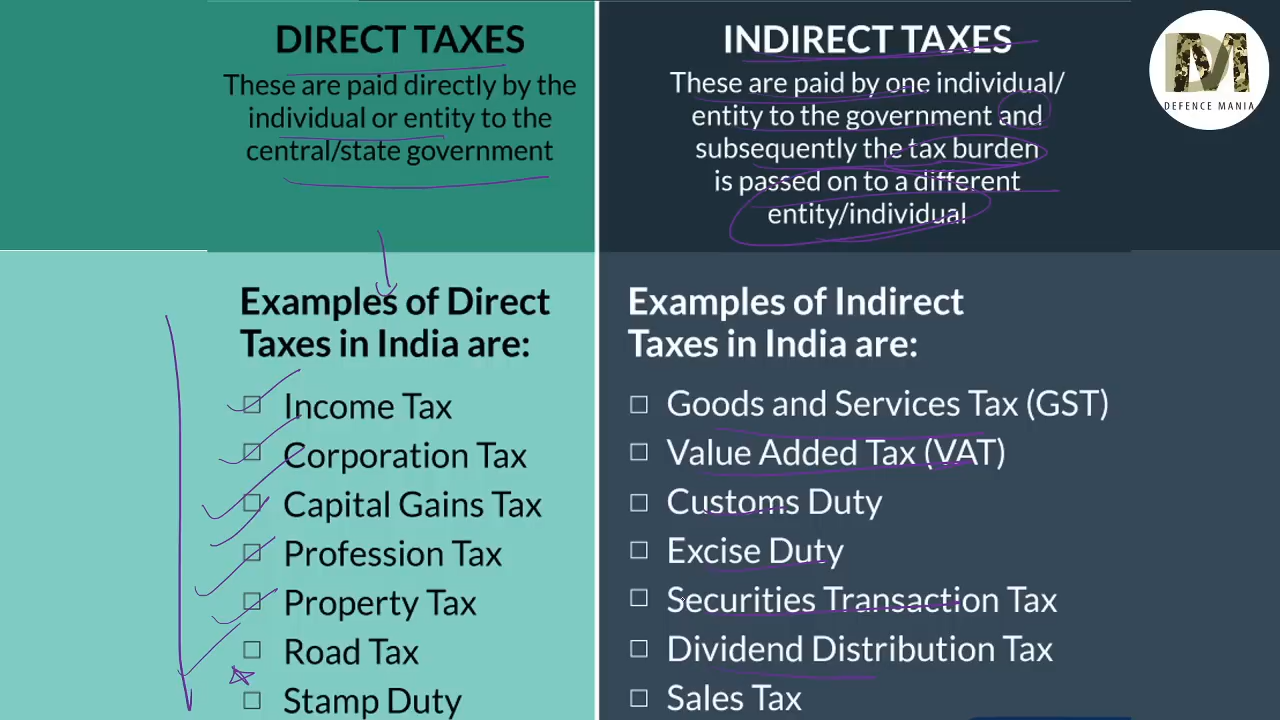 DIRECT TAXES
These are paid directly by the
individual or entity to the
central/state government
Examples of Direct
Taxes in India are:
Income Tax
Corporation Tax
Capital Gains Tax
Profession Tax
Property Tax
Road Tax
Stamp Duty
INDIRECT TAXES
These are paid by one individual/
entity to the government and
subsequently the tax burden
is passed on to a different
entity/individual
Examples of Indirect
Taxes in India are:
Goods and Services Tax (GST)
Value Added Tax (VAT)
Customs Duty
Excise Duty
Securities Transaction Tax
Dividend Distribution Tax
Sales Tax
DM
DEFENCE MANIA